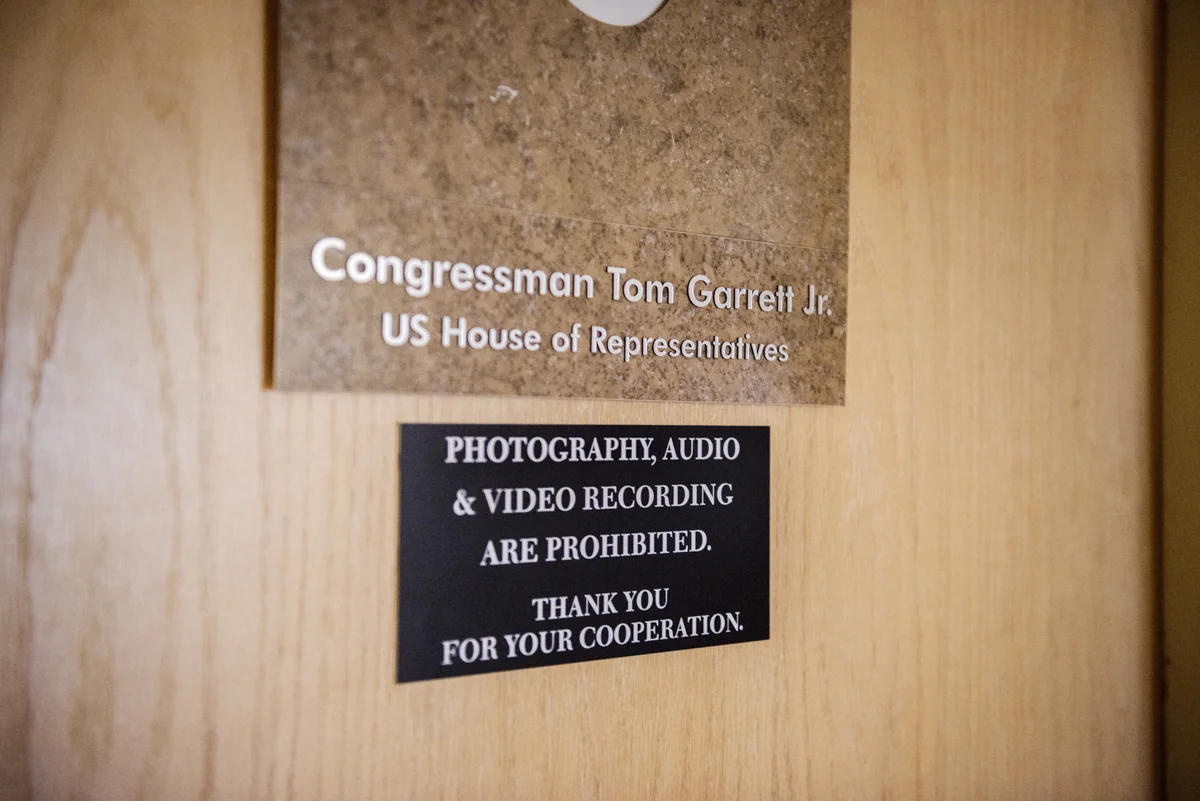 Congressman Tom Garrett Jr.
US House of Representatives
PHOTOGRAPHY, AUDIO
& VIDEO RECORDING
ARE PROHIBITED.
THANK YOU
FOR YOUR COOPERATION.